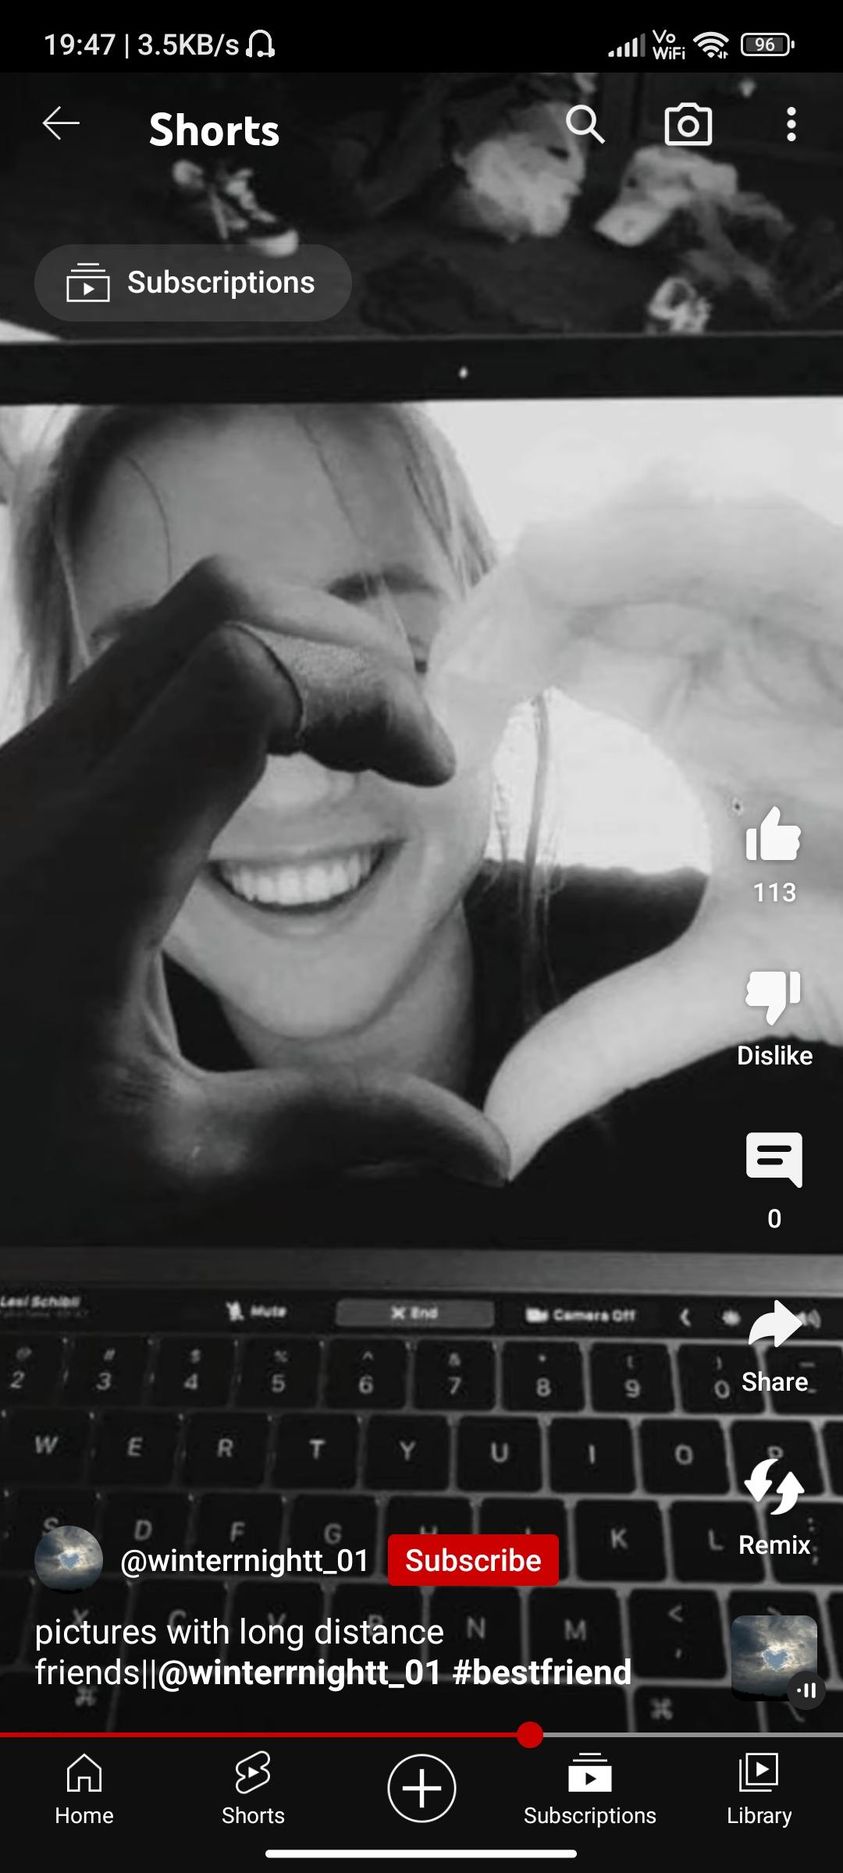 19:47 | 3.5KB/s
Vo
WiFi
96
Shorts
Subscriptions
113
Dislike
0
Share
Remix
Lexi Schibli
Mute
End
Camera Off
@ # $ % ^ & * ( )
2 3 4 5 6 7 8 9 0
W E R T Y U I O P
S D F G H K L
@winterrnightt_01
Subscribe
X C V B N M <
,
⌘ ⌘
pictures with long distance
friends||@winterrnightt_01 #bestfriend
Home
Shorts
Subscriptions
Library